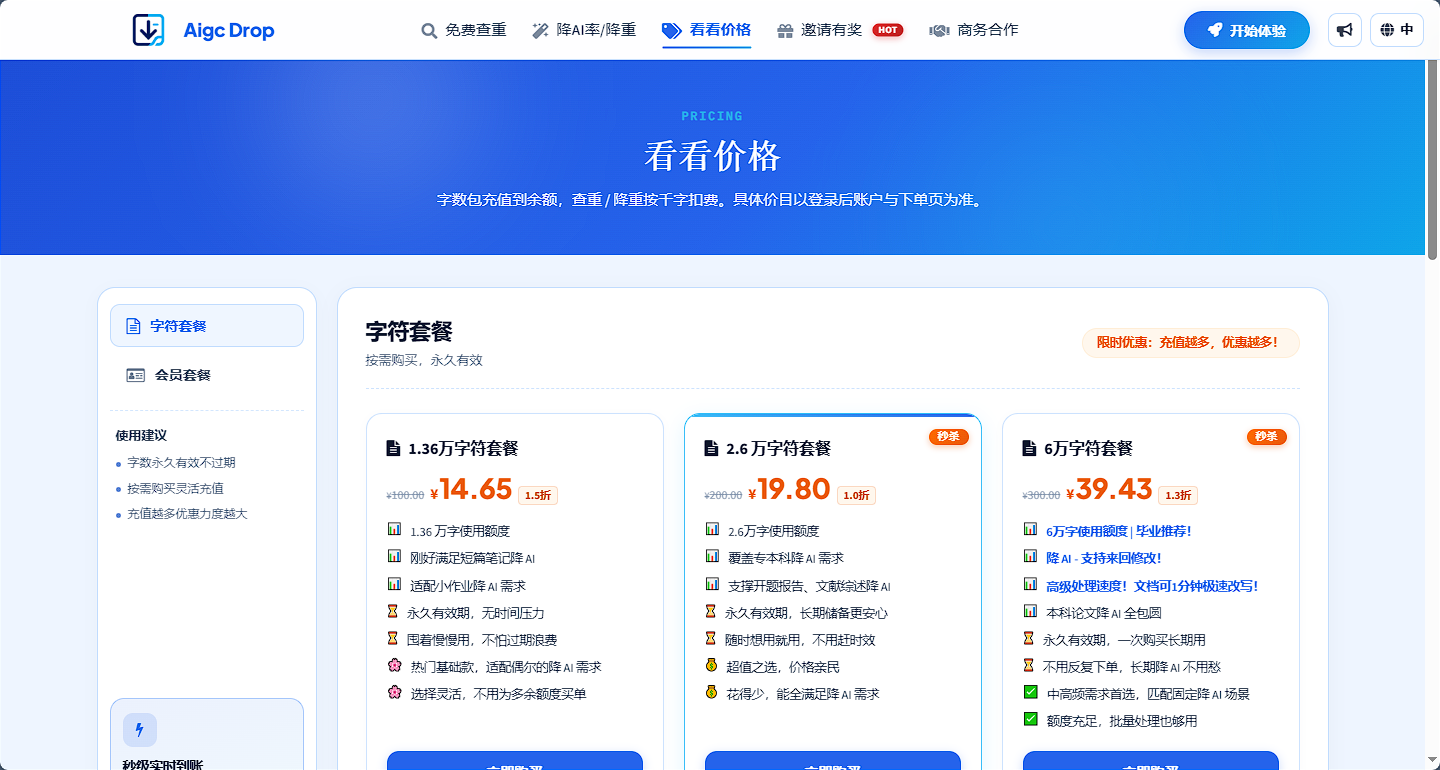 Aigc Drop
免费查重
降AI率/降重
看看价格
邀请有奖
HOT
商务合作
开始体验
中
PRICING
看看价格
字数包充值到余额，查重 / 降重按千字扣费。具体价目以登录后账户与下单页为准。
字符套餐
会员套餐
使用建议
字数永久有效不过期
按需购买灵活充值
充值越多优惠力度越大
秒级实时到账
字符套餐
按需购买，永久有效
限时优惠：充值越多，优惠越多！
1.36万字符套餐
¥100.00 ¥14.65 1.5折
1.36 万字使用额度
刚好满足短篇笔记降 AI
适配小作业降 AI 需求
永久有效期，无时间压力
囤着慢慢用，不怕过期浪费
热门基础款，适配偶尔的降 AI 需求
选择灵活，不用为多余额度买单
立即购买
秒杀
2.6 万字符套餐
¥200.00 ¥19.80 1.0折
2.6万字使用额度
覆盖专本科降 AI 需求
支撑开题报告、文献综述降 AI
永久有效期，长期储备更安心
随时想用就用，不用赶时效
超值之选，价格亲民
花得少，能全满足降 AI 需求
立即购买
秒杀
6万字符套餐
¥300.00 ¥39.43 1.3折
6万字使用额度 | 毕业推荐！
降 AI - 支持来回修改！
高级处理速度！文档可1分钟极速改写！
本科论文降 AI 全包圆
永久有效期，一次购买长期用
不用反复下单，长期降 AI 不用愁
中高频需求首选，匹配固定降 AI 场景
额度充足，批量处理也够用
立即购买